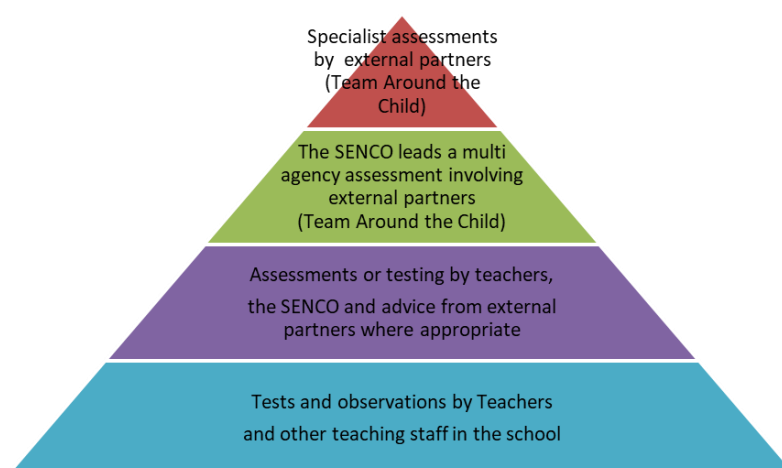 Specialist assessments
by external partners
(Team Around the
Child)
The SENCO leads a multi
agency assessment involving
external partners
(Team Around the Child)
Assessments or testing by teachers,
the SENCO and advice from external
partners where appropriate
Tests and observations by Teachers
and other teaching staff in the school